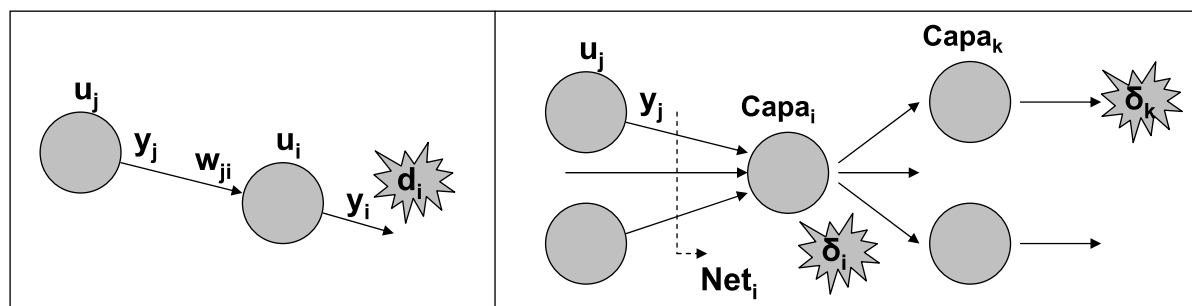 u_j
y_j
w_ji
u_i
y_i
d_i
u_j
y_j
Capa_i
Net_i
δ_i
Capa_k
δ_k